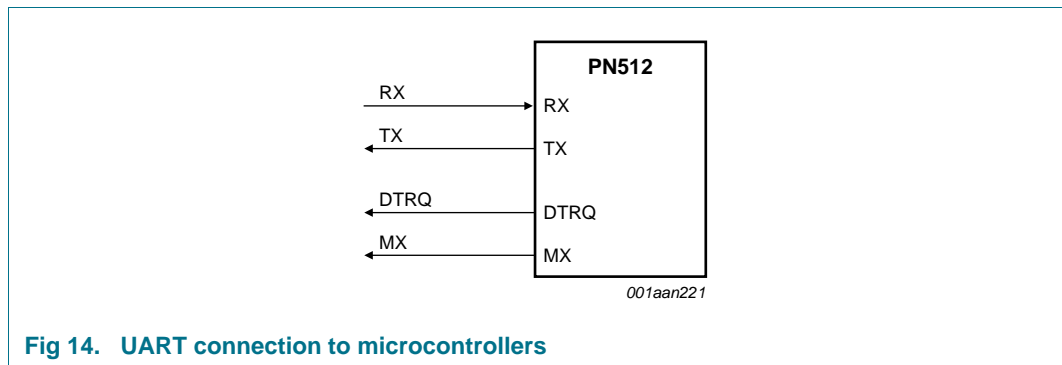 PN512
RX RX
TX TX
DTRQ DTRQ
MX MX
001aan221
Fig 14. UART connection to microcontrollers